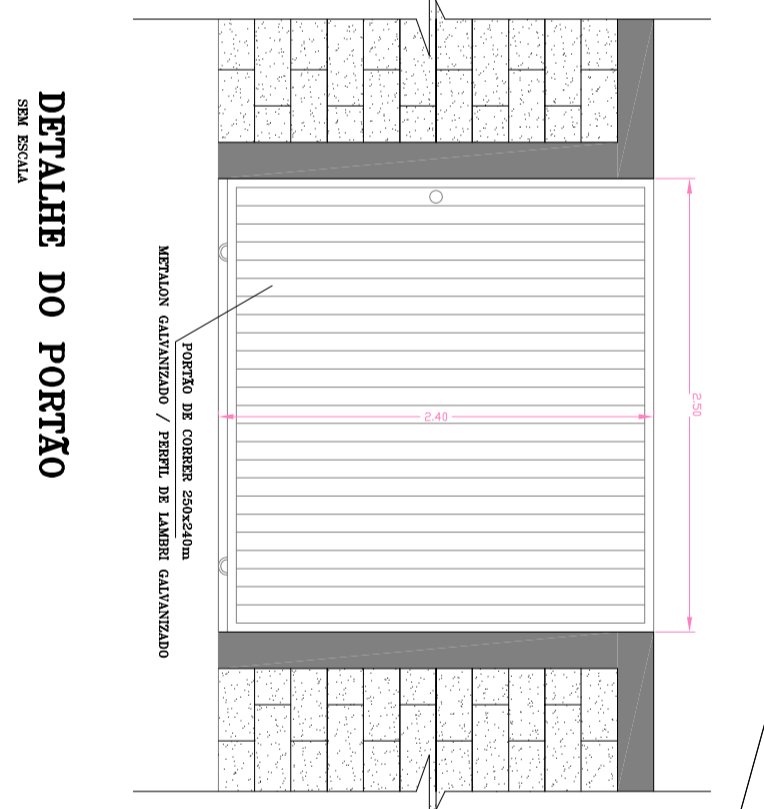 2.50
2.40
PORTÃO DE CORRER 250x240m
METALON GALVANIZADO / PERFIL DE LAMBRI GALVANIZADO
DETALHE DO PORTÃO
SEM ESCALA